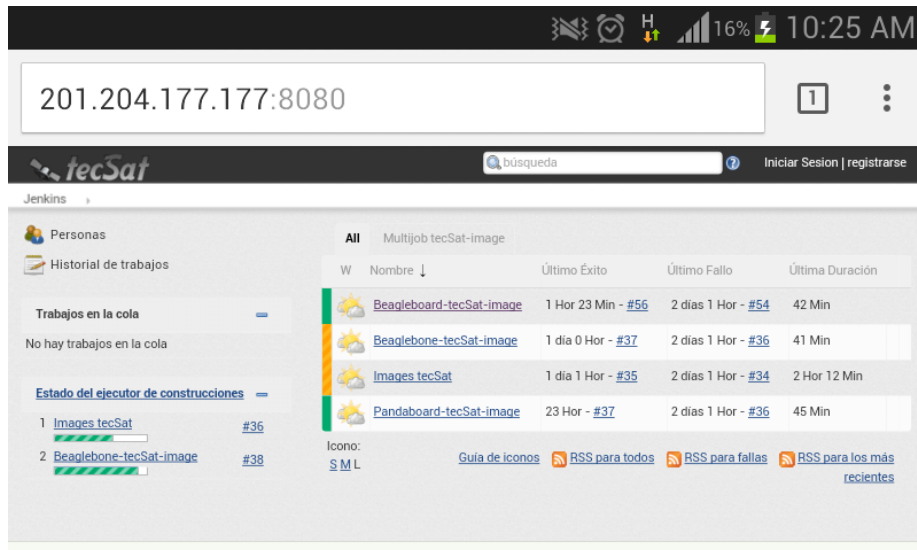 H 16% 10:25 AM
201.204.177.177:8080 1
tecSat búsqueda ? Iniciar Sesion | registrarse
Jenkins
Personas
Historial de trabajos
Trabajos en la cola
No hay trabajos en la cola
Estado del ejecutor de construcciones
1 Images tecSat #36
2 Beaglebone-tecSat-image #38
All Multijob tecSat-image
W Nombre ↓ Último Éxito Último Fallo Última Duración
Beagleboard-tecSat-image 1 Hor 23 Min - #56 2 días 1 Hor - #54 42 Min
Beaglebone-tecSat-image 1 día 0 Hor - #37 2 días 1 Hor - #36 41 Min
Images tecSat 1 día 1 Hor - #35 2 días 1 Hor - #34 2 Hor 12 Min
Pandaboard-tecSat-image 23 Hor - #37 2 días 1 Hor - #36 45 Min
Icono:
S M L
Guía de iconos RSS para todos RSS para fallas RSS para los más
recientes